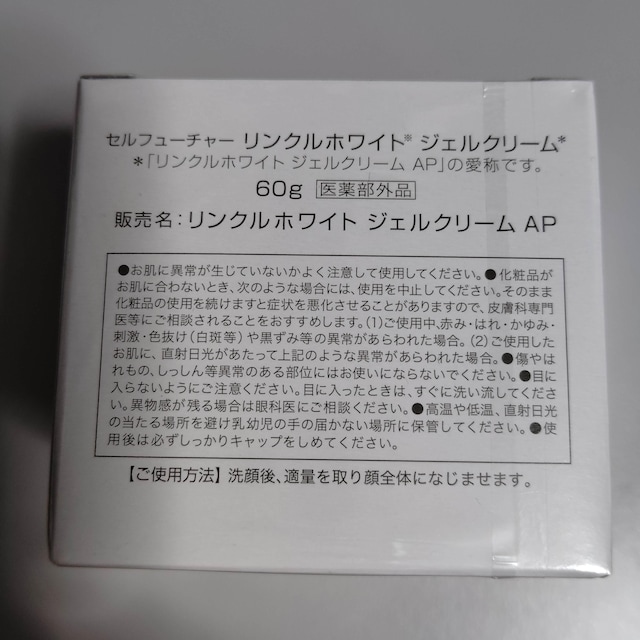 セルフューチャー リンクルホワイト※ ジェルクリーム*
*「リンクルホワイト ジェルクリーム AP」の愛称です。
60g 医薬部外品
販売名：リンクルホワイト ジェルクリーム AP
●お肌に異常が生じていないかよく注意して使用してください。●化粧品が
お肌に合わないとき、次のような場合には、使用を中止してください。そのまま
化粧品の使用を続けますと症状を悪化させることがありますので、皮膚科専門
医等にご相談されることをおすすめします。(1)ご使用中、赤み・はれ・かゆみ・
刺激・色抜け(白斑等)や黒ずみ等の異常があらわれた場合。(2)ご使用した
お肌に、直射日光があたって上記のような異常があらわれた場合。●傷やは
れもの、しっしん等異常のある部位にはお使いにならないでください。●目に
入らないようにご注意ください。目に入ったときは、すぐに洗い流してくださ
い。異物感が残る場合は眼科医にご相談ください。●高温や低温、直射日光
の当たる場所を避け乳幼児の手の届かない場所に保管してください。●使
用後は必ずしっかりキャップをしめてください。
【ご使用方法】洗顔後、適量を取り顔全体になじませます。